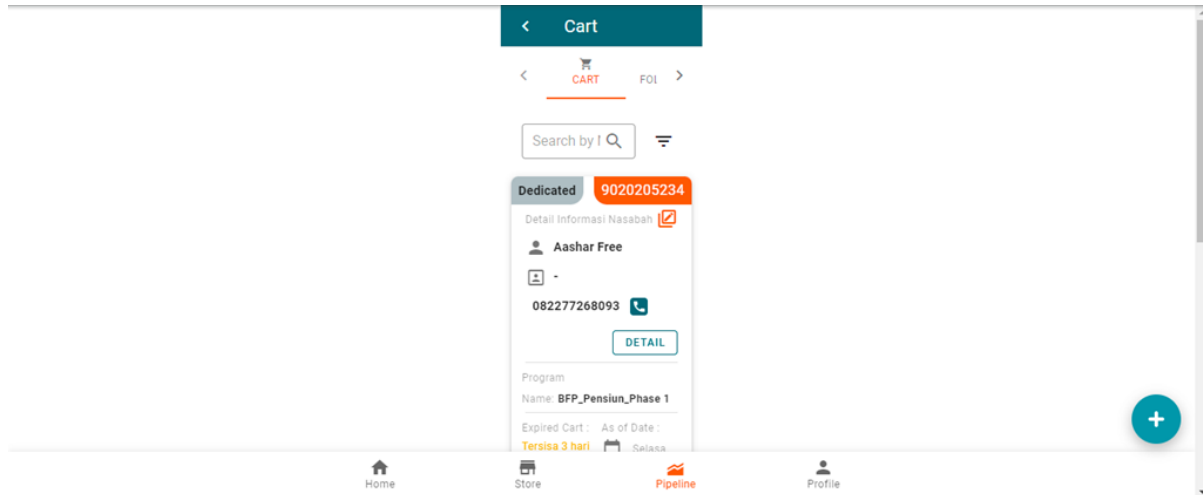 Cart
CART
FOL
Search by
Dedicated
9020205234
Detail Informasi Nasabah
Aashar Free
-
082277268093
DETAIL
Program
Name: BFP_Pensiun_Phase 1
Expired Cart : As of Date :
Tersisa 3 hari Selasa
Home Store Pipeline Profile